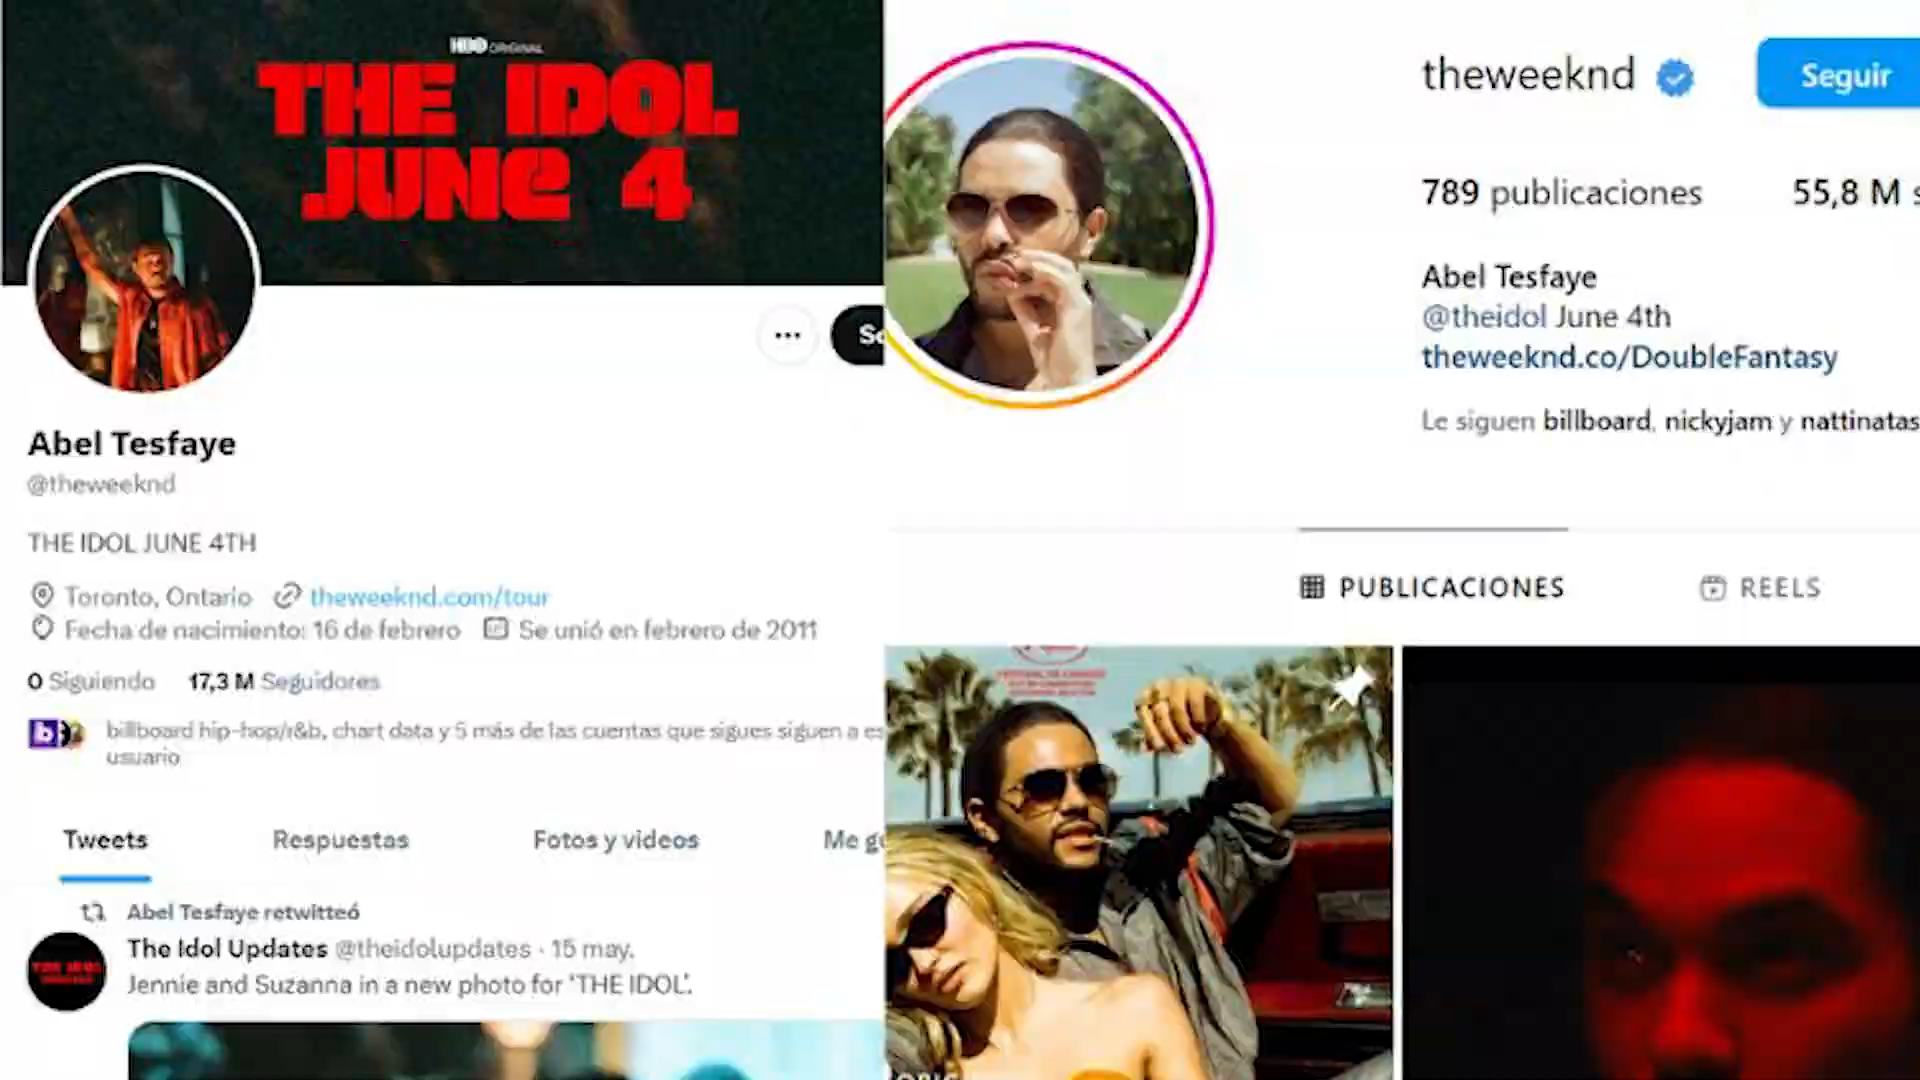 HBO ORIGINAL
THE IDOL
JUNE 4
Abel Tesfaye
@theweeknd
THE IDOL JUNE 4TH
Toronto, Ontario theweeknd.com/tour
Fecha de nacimiento: 16 de febrero Se unió en febrero de 2011
0 Siguiendo 17,3 M Seguidores
billboard hip-hop/r&b, chart data y 5 más de las cuentas que sigues siguen a es
usuario
Tweets Respuestas Fotos y videos Me g
Abel Tesfaye retwitteó
The Idol Updates @theidolupdates · 15 may.
Jennie and Suzanna in a new photo for 'THE IDOL'.
theweeknd Seguir
789 publicaciones 55,8 M s
Abel Tesfaye
@theidol June 4th
theweeknd.co/DoubleFantasy
Le siguen billboard, nickyjam y nattinatas
PUBLICACIONES REELS